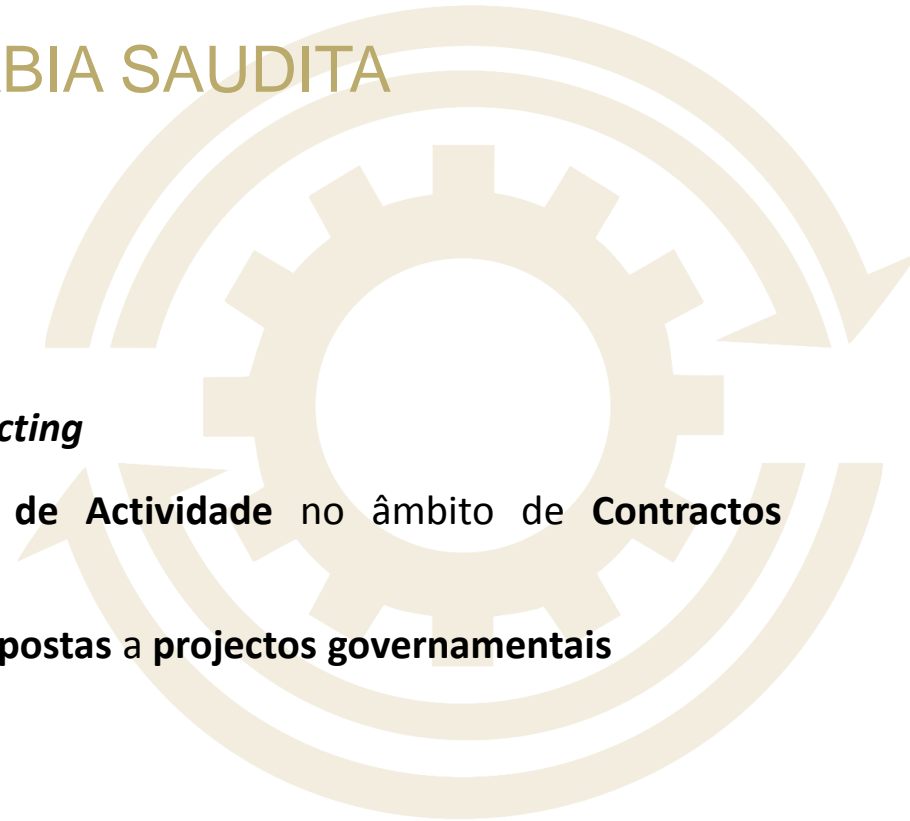 BIA SAUDITA
cting
de Actividade no âmbito de Contractos
postas a projectos governamentais